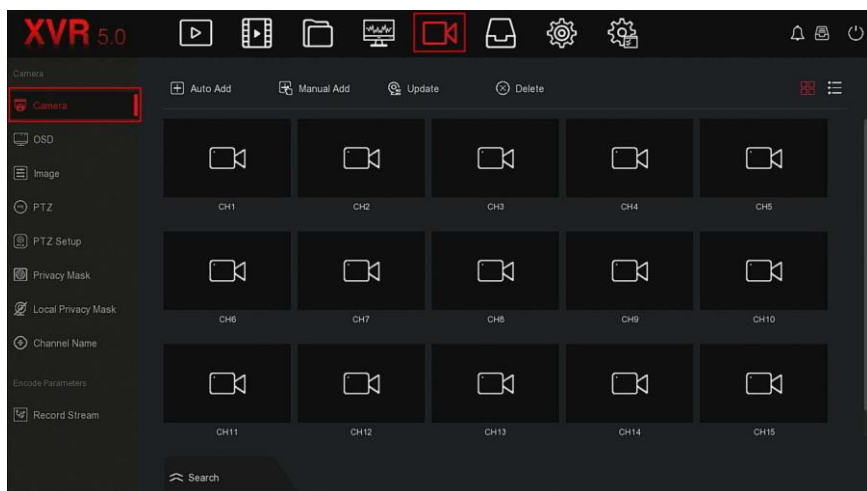 XVR 5.0
Camera
Camera
OSD
Image
PTZ
PTZ Setup
Privacy Mask
Local Privacy Mask
Channel Name
Encode Parameters
Record Stream
Auto Add Manual Add Update Delete
CH1 CH2 CH3 CH4 CH5
CH6 CH7 CH8 CH9 CH10
CH11 CH12 CH13 CH14 CH15
Search